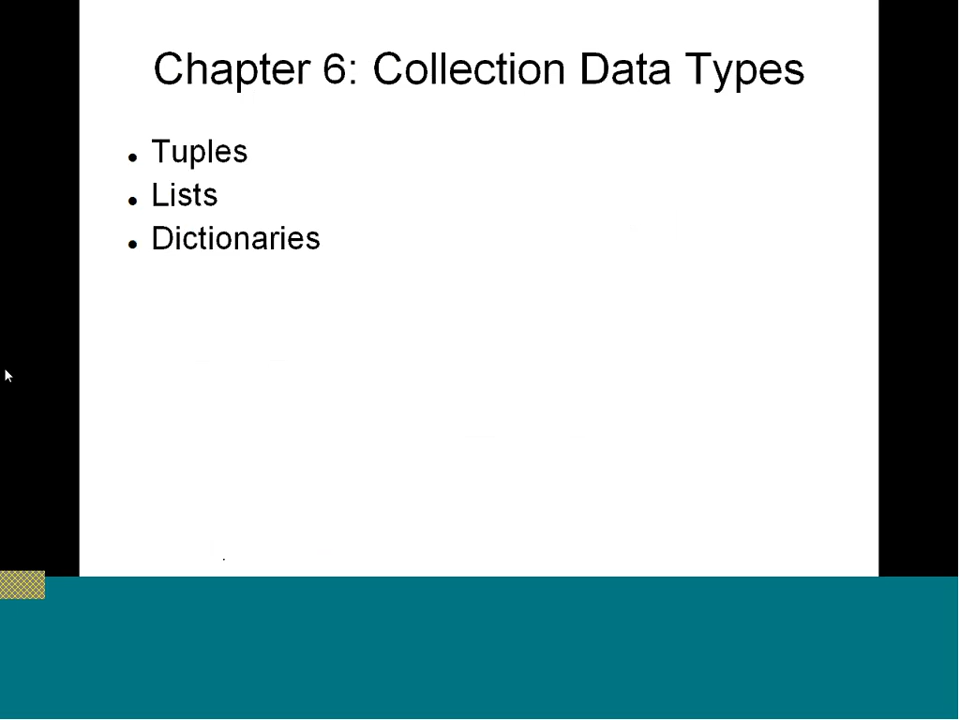 Chapter 6: Collection Data Types
• Tuples
• Lists
• Dictionaries